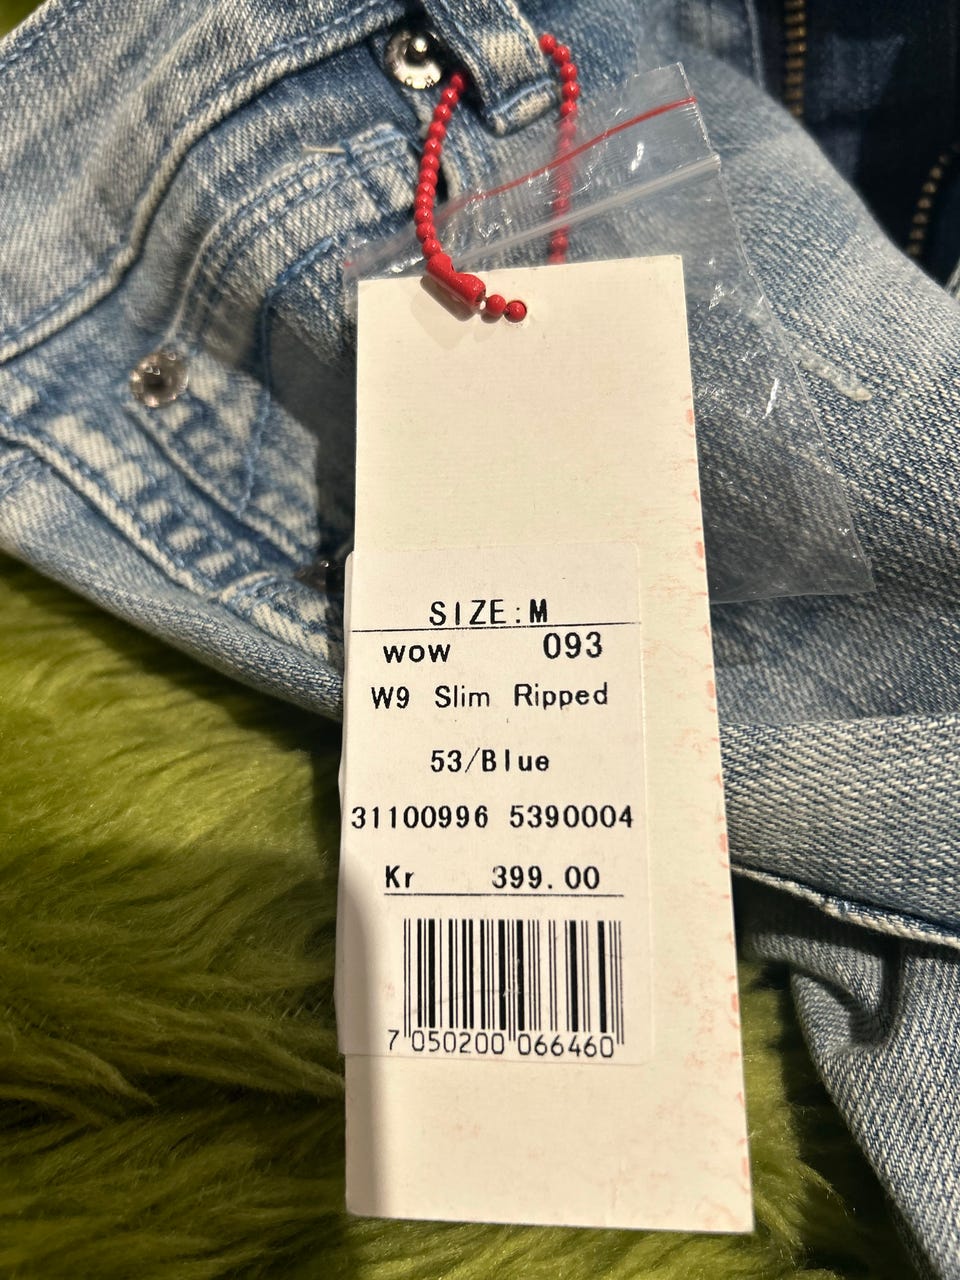 SIZE:M
wow 093
W9 Slim Ripped
53/Blue
31100996 5390004
Kr 399.00
7 050200 066460